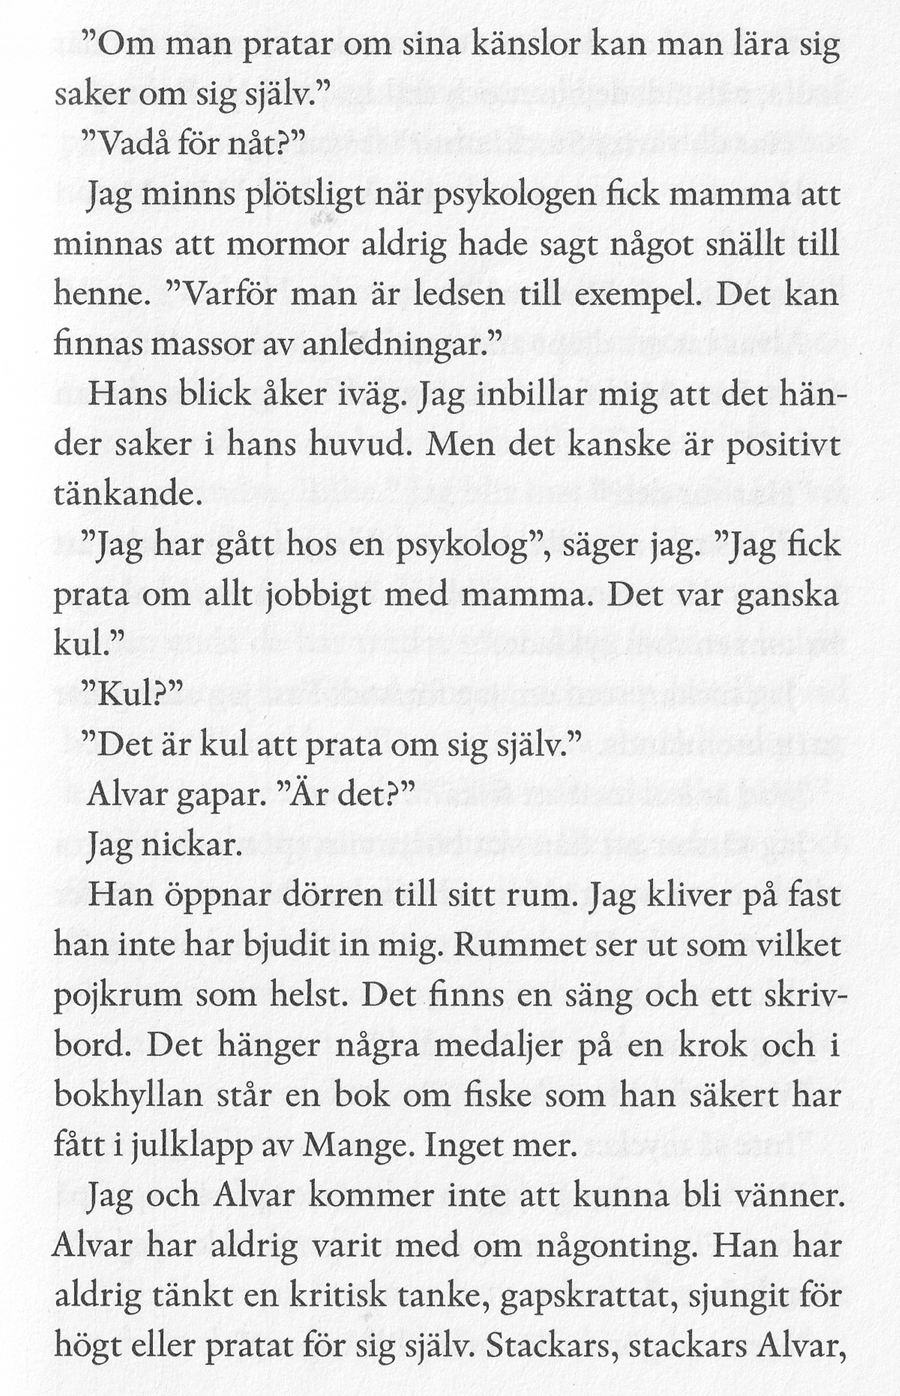 ”Om man pratar om sina känslor kan man lära sig
saker om sig själv.”
”Vadå för nåt?”
Jag minns plötsligt när psykologen fick mamma att
minnas att mormor aldrig hade sagt något snällt till
henne. ”Varför man är ledsen till exempel. Det kan
finnas massor av anledningar.”
Hans blick åker iväg. Jag inbillar mig att det hän-
der saker i hans huvud. Men det kanske är positivt
tänkande.
”Jag har gått hos en psykolog”, säger jag. ”Jag fick
prata om allt jobbigt med mamma. Det var ganska
kul.”
”Kul?”
”Det är kul att prata om sig själv.”
Alvar gapar. ”Är det?”
Jag nickar.
Han öppnar dörren till sitt rum. Jag kliver på fast
han inte har bjudit in mig. Rummet ser ut som vilket
pojkrum som helst. Det finns en säng och ett skriv-
bord. Det hänger några medaljer på en krok och i
bokhyllan står en bok om fiske som han säkert har
fått i julklapp av Mange. Inget mer.
Jag och Alvar kommer inte att kunna bli vänner.
Alvar har aldrig varit med om någonting. Han har
aldrig tänkt en kritisk tanke, gapskrattat, sjungit för
högt eller pratat för sig själv. Stackars, stackars Alvar,